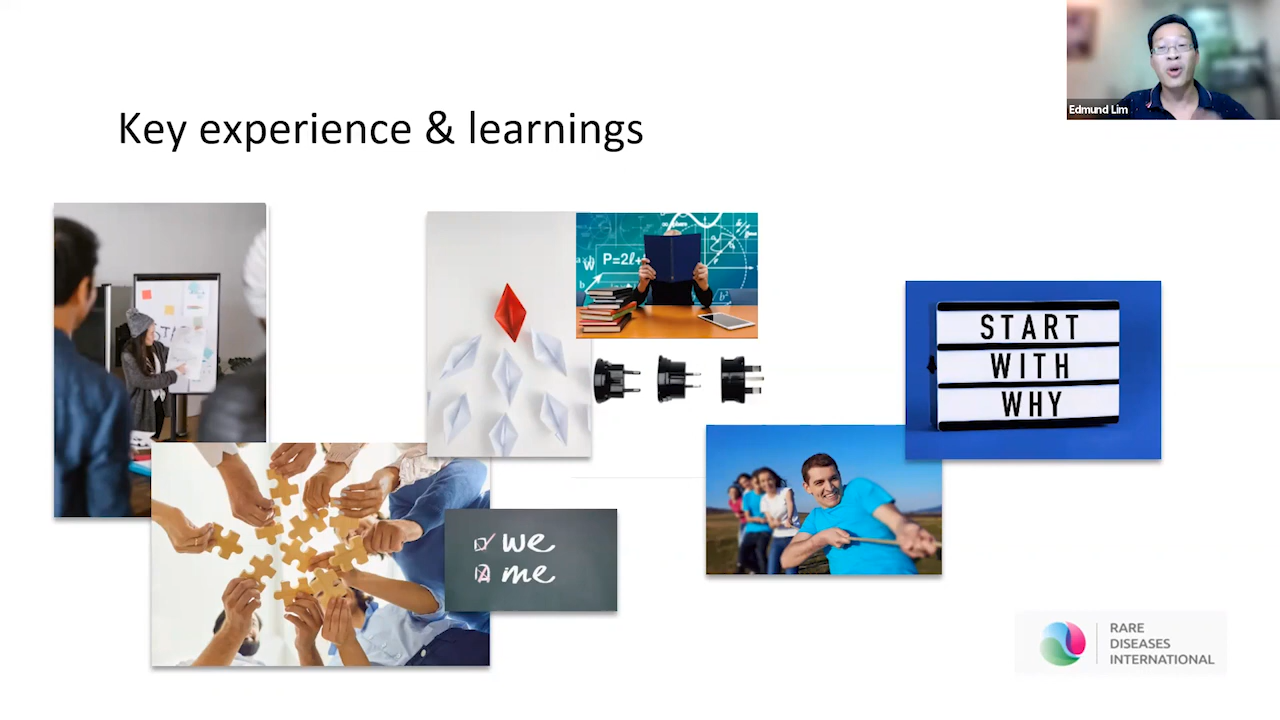 Edmund Lim
Key experience & learnings
P=2ℓ+
START
WITH
WHY
we
me
RARE
DISEASES
INTERNATIONAL